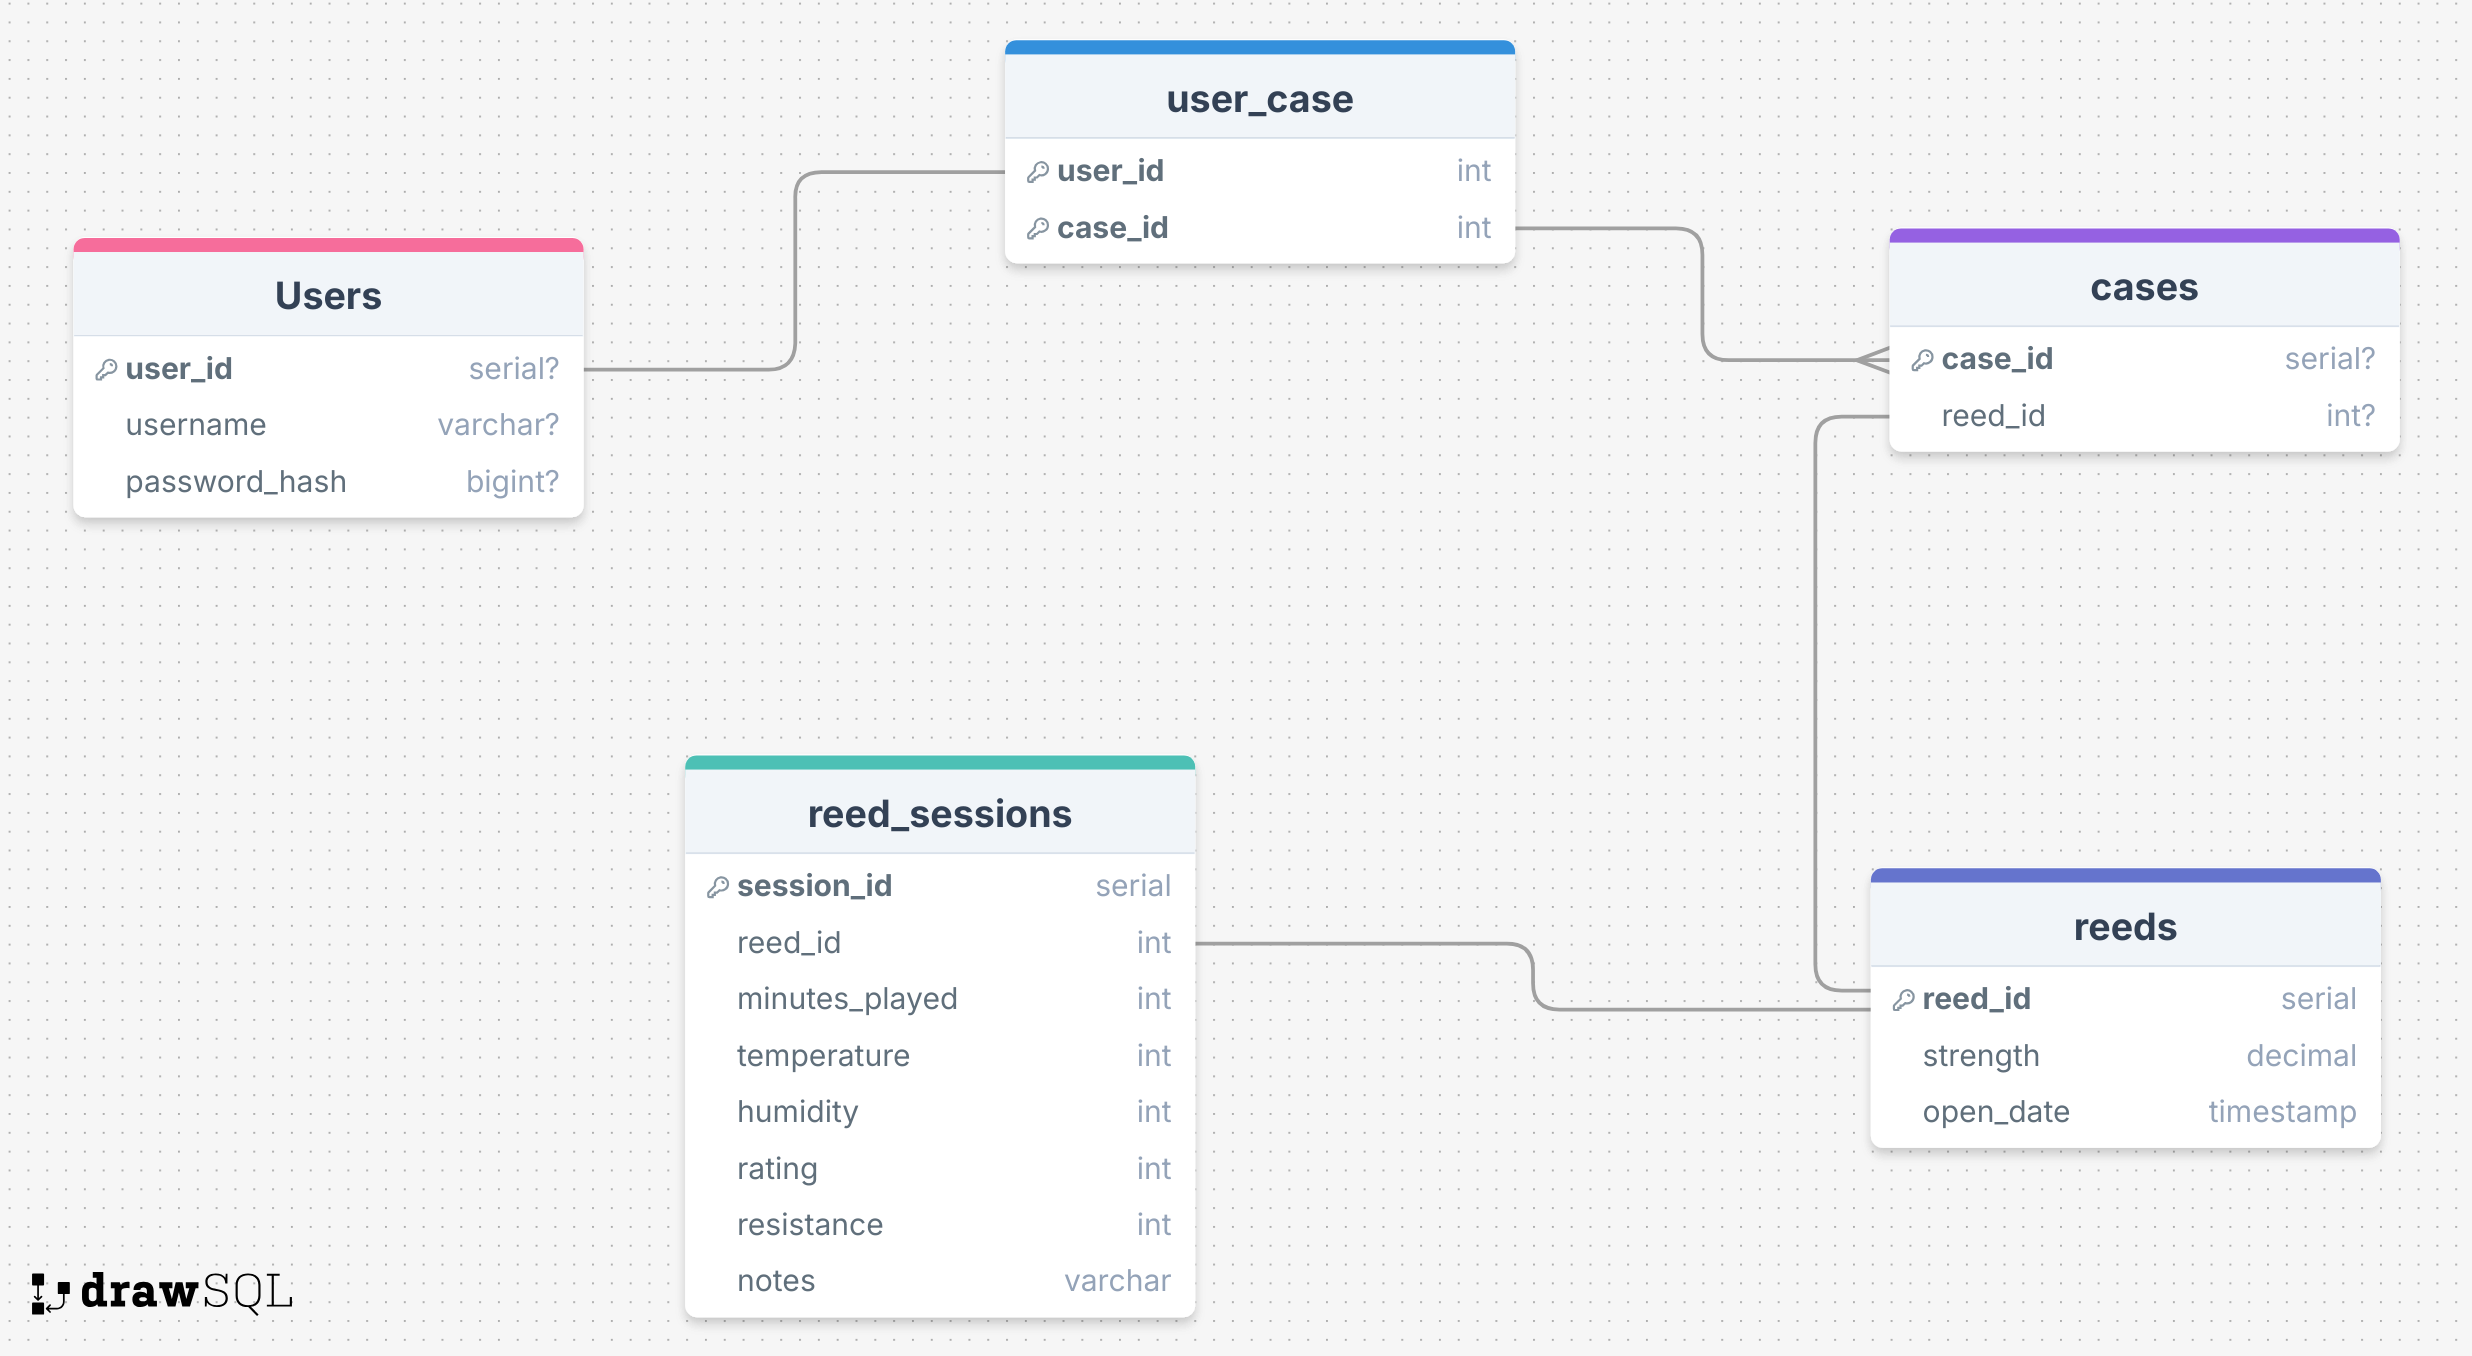 user_case
user_id int
case_id int
Users
user_id serial?
username varchar?
password_hash bigint?
cases
case_id serial?
reed_id int?
reed_sessions
session_id serial
reed_id int
minutes_played int
temperature int
humidity int
rating int
resistance int
notes varchar
reeds
reed_id serial
strength decimal
open_date timestamp
drawSQL